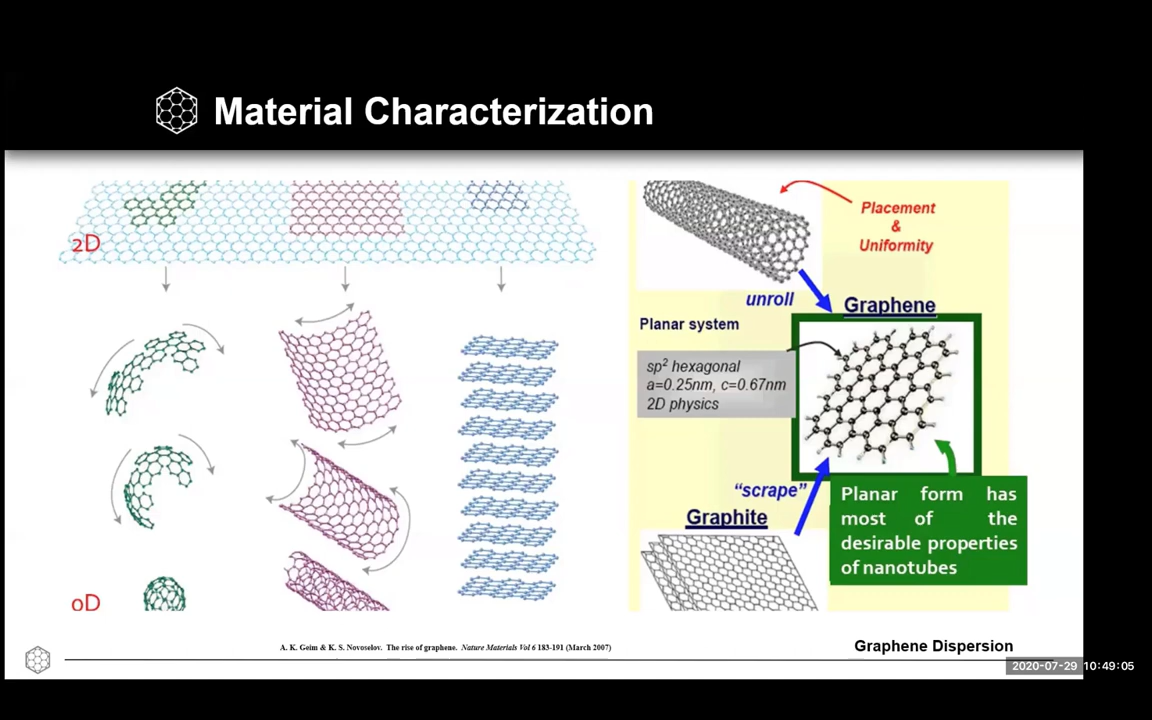 Material Characterization
2D
0D
Placement
&
Uniformity
unroll
Graphene
Planar system
sp² hexagonal
a=0.25nm, c=0.67nm
2D physics
"scrape"
Graphite
Planar form has
most of the
desirable properties
of nanotubes
A. K. Geim & K. S. Novoselov. The rise of graphene. Nature Materials Vol 6 183-191 (March 2007)
Graphene Dispersion
2020-07-29 10:49:05